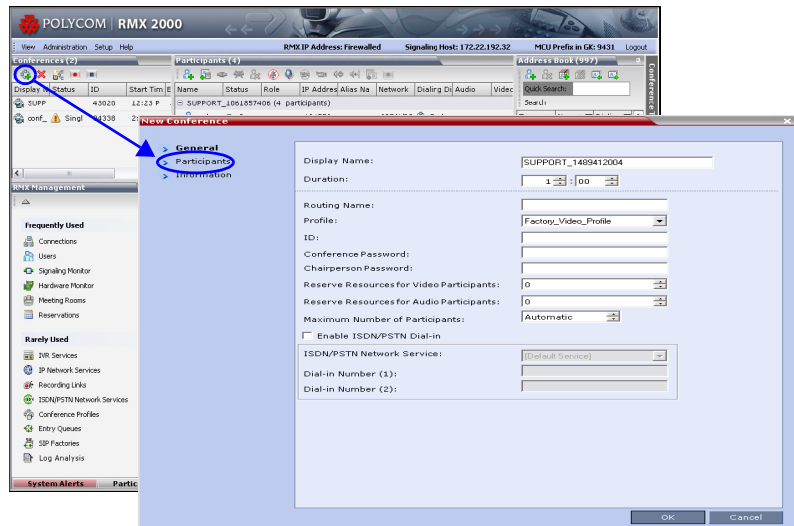 POLYCOM | RMX 2000
View Administration Setup Help RMX IP Address: Firewalled Signaling Host: 172.22.192.32 MCU Prefix in GK: 9431 Logout
Conferences (2) Participants (4) Address Book (997)
Conference
Display N Status ID Start Tim E Name Status Role IP Addres Alias Na Network Dialing Di Audio Videc
Quick Search:
SUPP 43020 12:23 P SUPPORT_1061857406 (4 participants) Search
conf_ Singl
New Conference
General
Participants
Information
Display Name: SUPPORT_1489412004
Duration: 1 : 00
Routing Name:
Profile: Factory_Video_Profile
ID:
Conference Password:
Chairperson Password:
Reserve Resources for Video Participants: 0
Reserve Resources for Audio Participants: 0
Maximum Number of Participants: Automatic
Enable ISDN/PSTN Dial-in
ISDN/PSTN Network Service: [Default Service]
Dial-in Number (1):
Dial-in Number (2):
OK Cancel
RMX Management
Frequently Used
Connections
Users
Signaling Monitor
Hardware Monitor
Meeting Rooms
Reservations
Rarely Used
IVR Services
IP Network Services
Recording Links
ISDN/PSTN Network Services
Conference Profiles
Entry Queues
SIP Factories
Log Analysis
System Alerts Partic